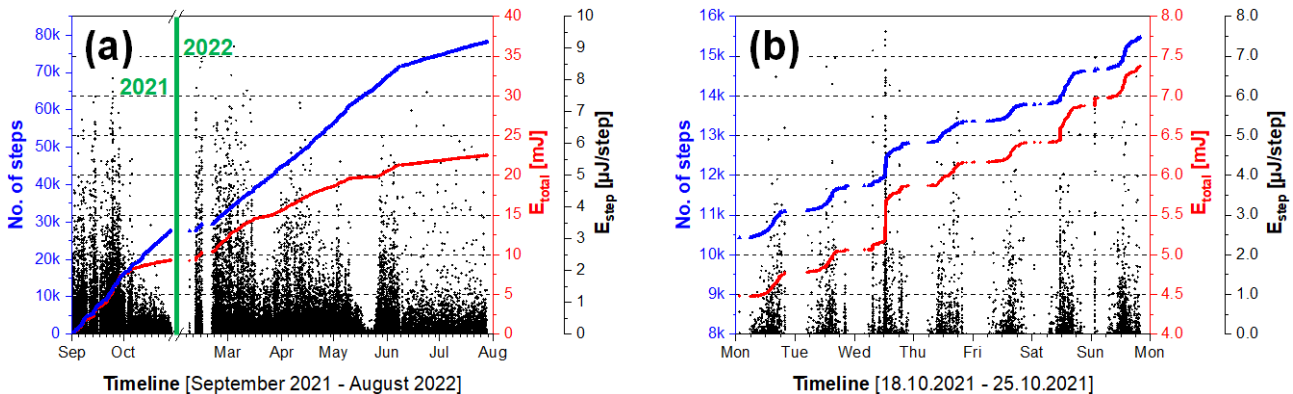 (a)
2021
2022
No. of steps
80k
70k
60k
50k
40k
30k
20k
10k
0
E_total [mJ]
40
35
30
25
20
15
10
5
0
E_step [µJ/step]
10
9
8
7
6
5
4
3
2
1
0
Sep Oct Mar Apr May Jun Jul Aug
Timeline [September 2021 - August 2022]
(b)
No. of steps
16k
15k
14k
13k
12k
11k
10k
9k
8k
E_total [mJ]
8.0
7.5
7.0
6.5
6.0
5.5
5.0
4.5
4.0
E_step [µJ/step]
8.0
7.0
6.0
5.0
4.0
3.0
2.0
1.0
0.0
Mon Tue Wed Thu Fri Sat Sun Mon
Timeline [18.10.2021 - 25.10.2021]